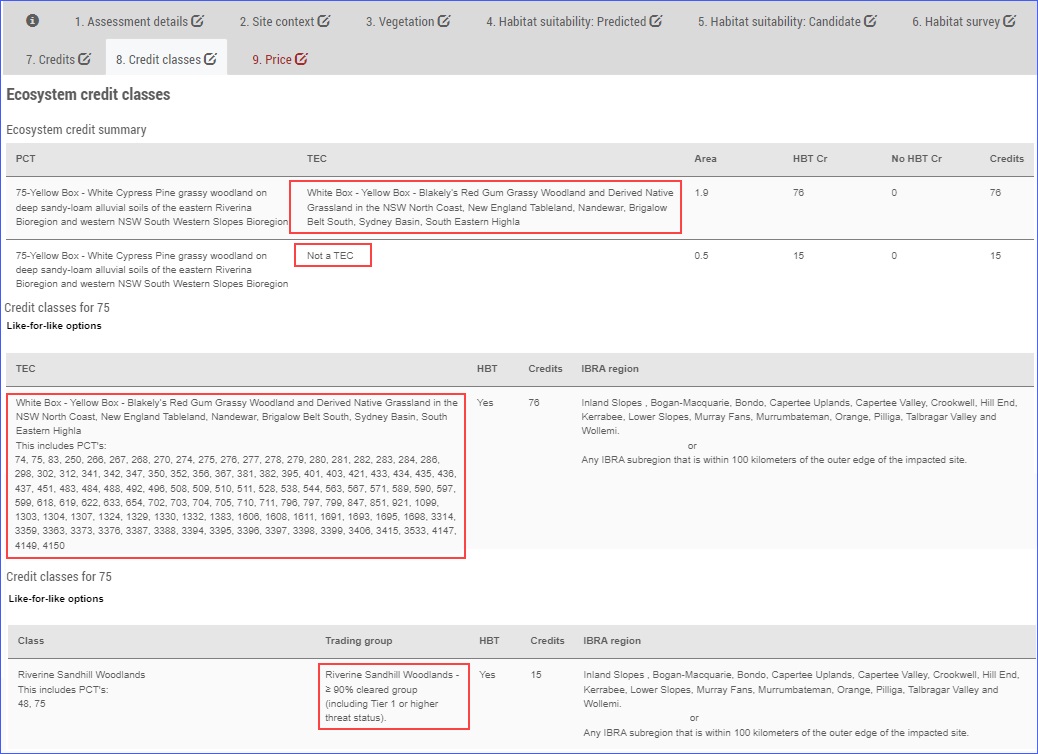 1. Assessment details
2. Site context
3. Vegetation
4. Habitat suitability: Predicted
5. Habitat suitability: Candidate
6. Habitat survey
7. Credits
8. Credit classes
9. Price
Ecosystem credit classes
Ecosystem credit summary
PCT TEC Area HBT Cr No HBT Cr Credits
75-Yellow Box - White Cypress Pine grassy woodland on
deep sandy-loam alluvial soils of the eastern Riverina
Bioregion and western NSW South Western Slopes Bioregion
White Box - Yellow Box - Blakely's Red Gum Grassy Woodland and Derived Native
Grassland in the NSW North Coast, New England Tableland, Nandewar, Brigalow
Belt South, Sydney Basin, South Eastern Highla
1.9 76 0 76
75-Yellow Box - White Cypress Pine grassy woodland on
deep sandy-loam alluvial soils of the eastern Riverina
Bioregion and western NSW South Western Slopes Bioregion
Not a TEC
0.5 15 0 15
Credit classes for 75
Like-for-like options
TEC HBT Credits IBRA region
White Box - Yellow Box - Blakely's Red Gum Grassy Woodland and Derived Native Grassland in the
NSW North Coast, New England Tableland, Nandewar, Brigalow Belt South, Sydney Basin, South
Eastern Highla
This includes PCT's:
74, 75, 83, 250, 266, 267, 268, 270, 274, 275, 276, 277, 278, 279, 280, 281, 282, 283, 284, 286,
298, 302, 312, 341, 342, 347, 350, 352, 356, 367, 381, 382, 395, 401, 403, 421, 433, 434, 435, 436,
437, 451, 483, 484, 488, 492, 496, 508, 509, 510, 511, 528, 538, 544, 563, 567, 571, 589, 590, 597,
599, 618, 619, 622, 633, 654, 702, 703, 704, 705, 710, 711, 796, 797, 799, 847, 851, 921, 1099,
1303, 1304, 1307, 1324, 1329, 1330, 1332, 1383, 1606, 1608, 1611, 1691, 1693, 1695, 1698, 3314,
3359, 3363, 3373, 3376, 3387, 3388, 3394, 3395, 3396, 3397, 3398, 3399, 3406, 3415, 3533, 4147,
4149, 4150
Yes 76
Inland Slopes , Bogan-Macquarie, Bondo, Capertee Uplands, Capertee Valley, Crookwell, Hill End,
Kerrabee, Lower Slopes, Murray Fans, Murrumbateman, Orange, Pilliga, Talbragar Valley and
Wollemi.
or
Any IBRA subregion that is within 100 kilometers of the outer edge of the impacted site.
Credit classes for 75
Like-for-like options
Class Trading group HBT Credits IBRA region
Riverine Sandhill Woodlands
This includes PCT's:
48, 75
Riverine Sandhill Woodlands -
≥ 90% cleared group
(including Tier 1 or higher
threat status).
Yes 15
Inland Slopes , Bogan-Macquarie, Bondo, Capertee Uplands, Capertee Valley, Crookwell, Hill End,
Kerrabee, Lower Slopes, Murray Fans, Murrumbateman, Orange, Pilliga, Talbragar Valley and
Wollemi.
or
Any IBRA subregion that is within 100 kilometers of the outer edge of the impacted site.